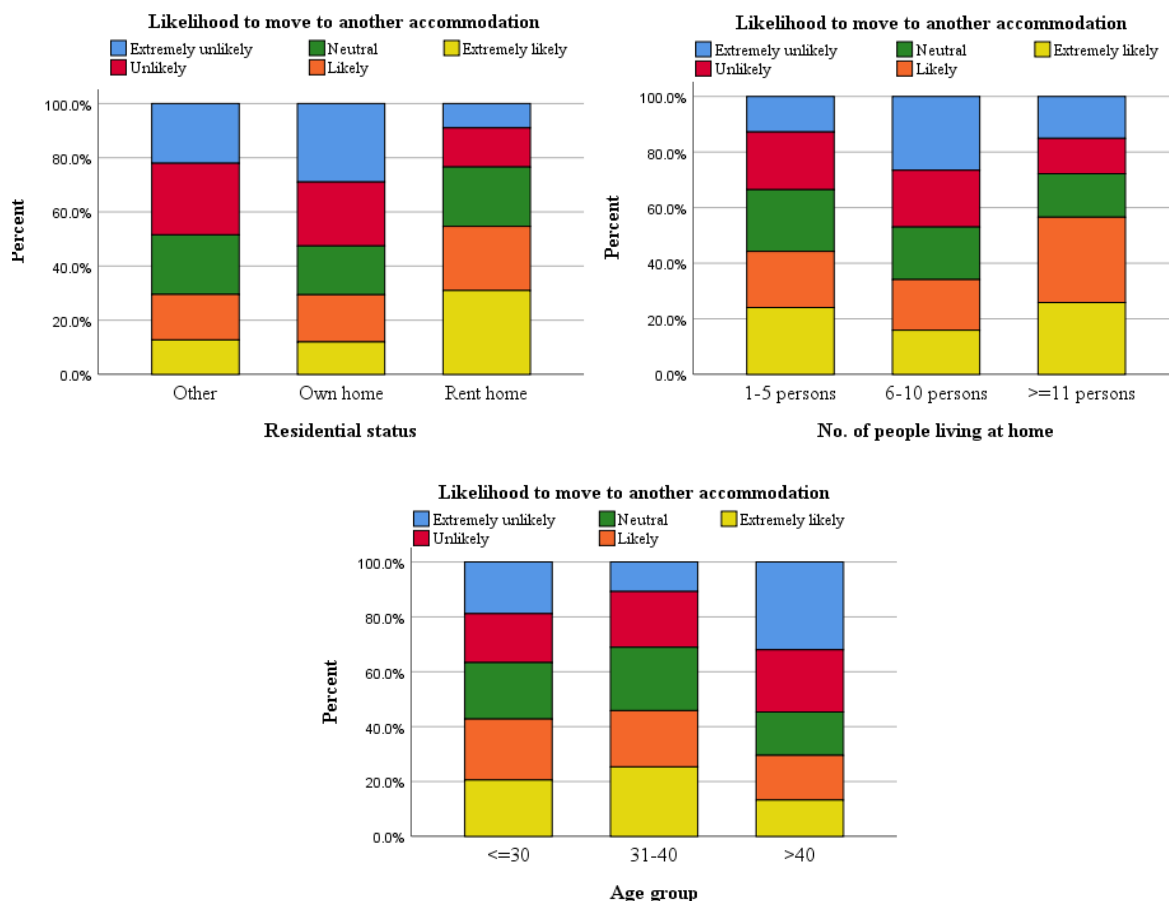 Likelihood to move to another accommodation
Extremely unlikely Neutral Extremely likely
Unlikely Likely
100.0%
80.0%
60.0%
40.0%
20.0%
0.0%
Percent
Other Own home Rent home
Residential status
Likelihood to move to another accommodation
Extremely unlikely Neutral Extremely likely
Unlikely Likely
100.0%
80.0%
60.0%
40.0%
20.0%
0.0%
Percent
1-5 persons 6-10 persons >=11 persons
No. of people living at home
Likelihood to move to another accommodation
Extremely unlikely Neutral Extremely likely
Unlikely Likely
100.0%
80.0%
60.0%
40.0%
20.0%
0.0%
Percent
<=30 31-40 >40
Age group